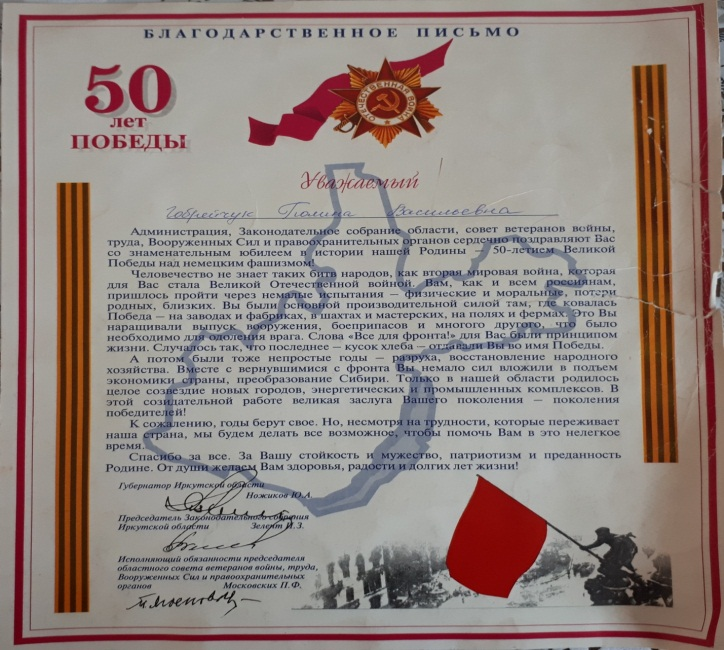 БЛАГОДАРСТВЕННОЕ ПИСЬМО
50
лет
ПОБЕДЫ
ОТЕЧЕСТВЕННАЯ ВОЙНА
Уважаемый
Полина Васильевна
Администрация, Законодательное собрание области, совет ветеранов войны,
труда, Вооруженных Сил и правоохранительных органов сердечно поздравляют Вас
со знаменательным юбилеем в истории нашей Родины – 50-летием Великой
Победы над немецким фашизмом!
Человечество не знает таких битв народов, как вторая мировая война, которая
для Вас стала Великой Отечественной войной. Вам, как и всем россиянам,
пришлось пройти через немалые испытания – физические и моральные, потери
родных, близких. Вы были основной производительной силой там, где ковалась
Победа – на заводах и фабриках, в шахтах и мастерских, на полях и фермах. Это Вы
наращивали выпуск вооружения, боеприпасов и многого другого, что было
необходимо для одоления врага. Слова «Все для фронта!» для Вас были принципом
жизни. Случалось так, что последнее – кусок хлеба – отдавали Вы во имя Победы.
А потом были тоже непростые годы – разруха, восстановление народного
хозяйства. Вместе с вернувшимися с фронта Вы немало сил вложили в подъем
экономики страны, преобразование Сибири. Только в нашей области родилось
целое созвездие новых городов, энергетических и промышленных комплексов. В
этой созидательной работе великая заслуга Вашего поколения – поколения
победителей!
К сожалению, годы берут свое. Но, несмотря на трудности, которые переживает
наша страна, мы будем делать все возможное, чтобы помочь Вам в это нелегкое
время.
Спасибо за все. За Вашу стойкость и мужество, патриотизм и преданность
Родине. От души желаем Вам здоровья, радости и долгих лет жизни!
Губернатор Иркутской области
Ножиков Ю.А.
Председатель Законодательного собрания
Иркутской области Зелент И.З.
Исполняющий обязанности председателя
областного совета ветеранов войны, труда,
Вооруженных Сил и правоохранительных
органов Московских П.Ф.